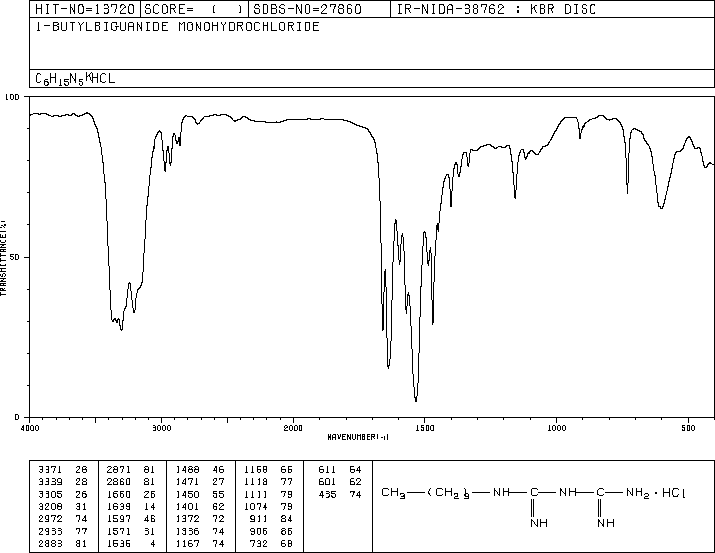 HIT-NO=13720 SCORE= ( ) SDBS-NO=27860 IR-NIDA-38762 : KBR DISC
1-BUTYLBIGUANIDE MONOHYDROCHLORIDE
C6H15N5 HCL
100
50
0
TRANSMITTANCE(%)
4000 3000 2000 1500 1000 500
WAVENUMBER(-1)
3371 28 2871 81 1488 46 1158 66 611 64
3339 28 2860 81 1471 27 1118 77 601 62
3305 26 1660 26 1450 55 1111 79 435 74
3208 31 1639 14 1401 62 1074 79
2972 74 1597 46 1372 72 911 84
2933 77 1571 31 1336 74 906 86
2883 81 1536 4 1167 74 732 68
CH3—(CH2)3—NH—C—NH—C—NH2·HCl
NH NH